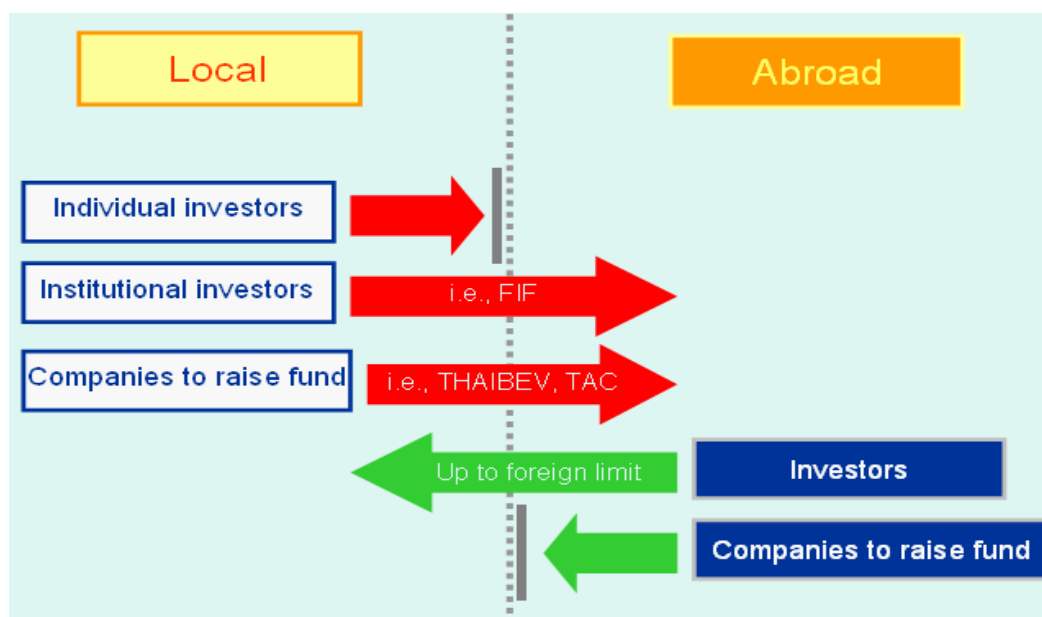 Local
Abroad
Individual investors
Institutional investors
i.e., FIF
Companies to raise fund
i.e., THAIBEV, TAC
Up to foreign limit
Investors
Companies to raise fund